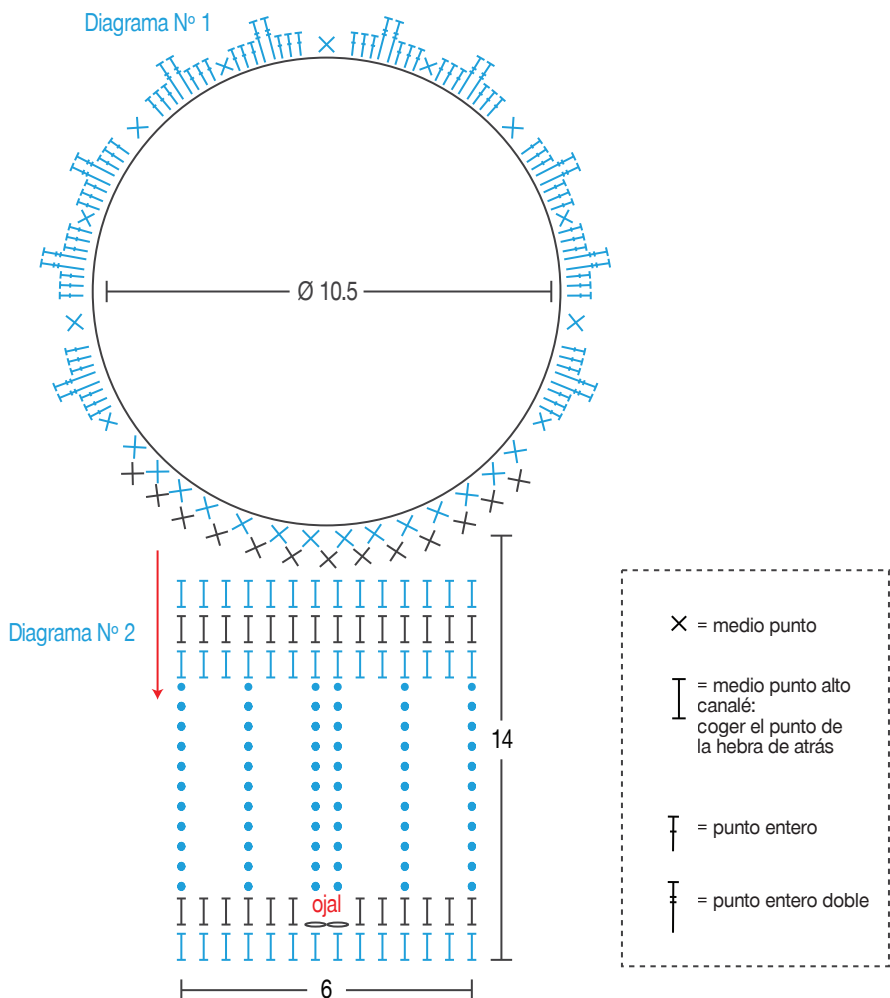 Diagrama Nº 1
Ø 10.5
Diagrama Nº 2
14
ojal
6
= medio punto
= medio punto alto
canalé:
coger el punto de
la hebra de atrás
= punto entero
= punto entero doble